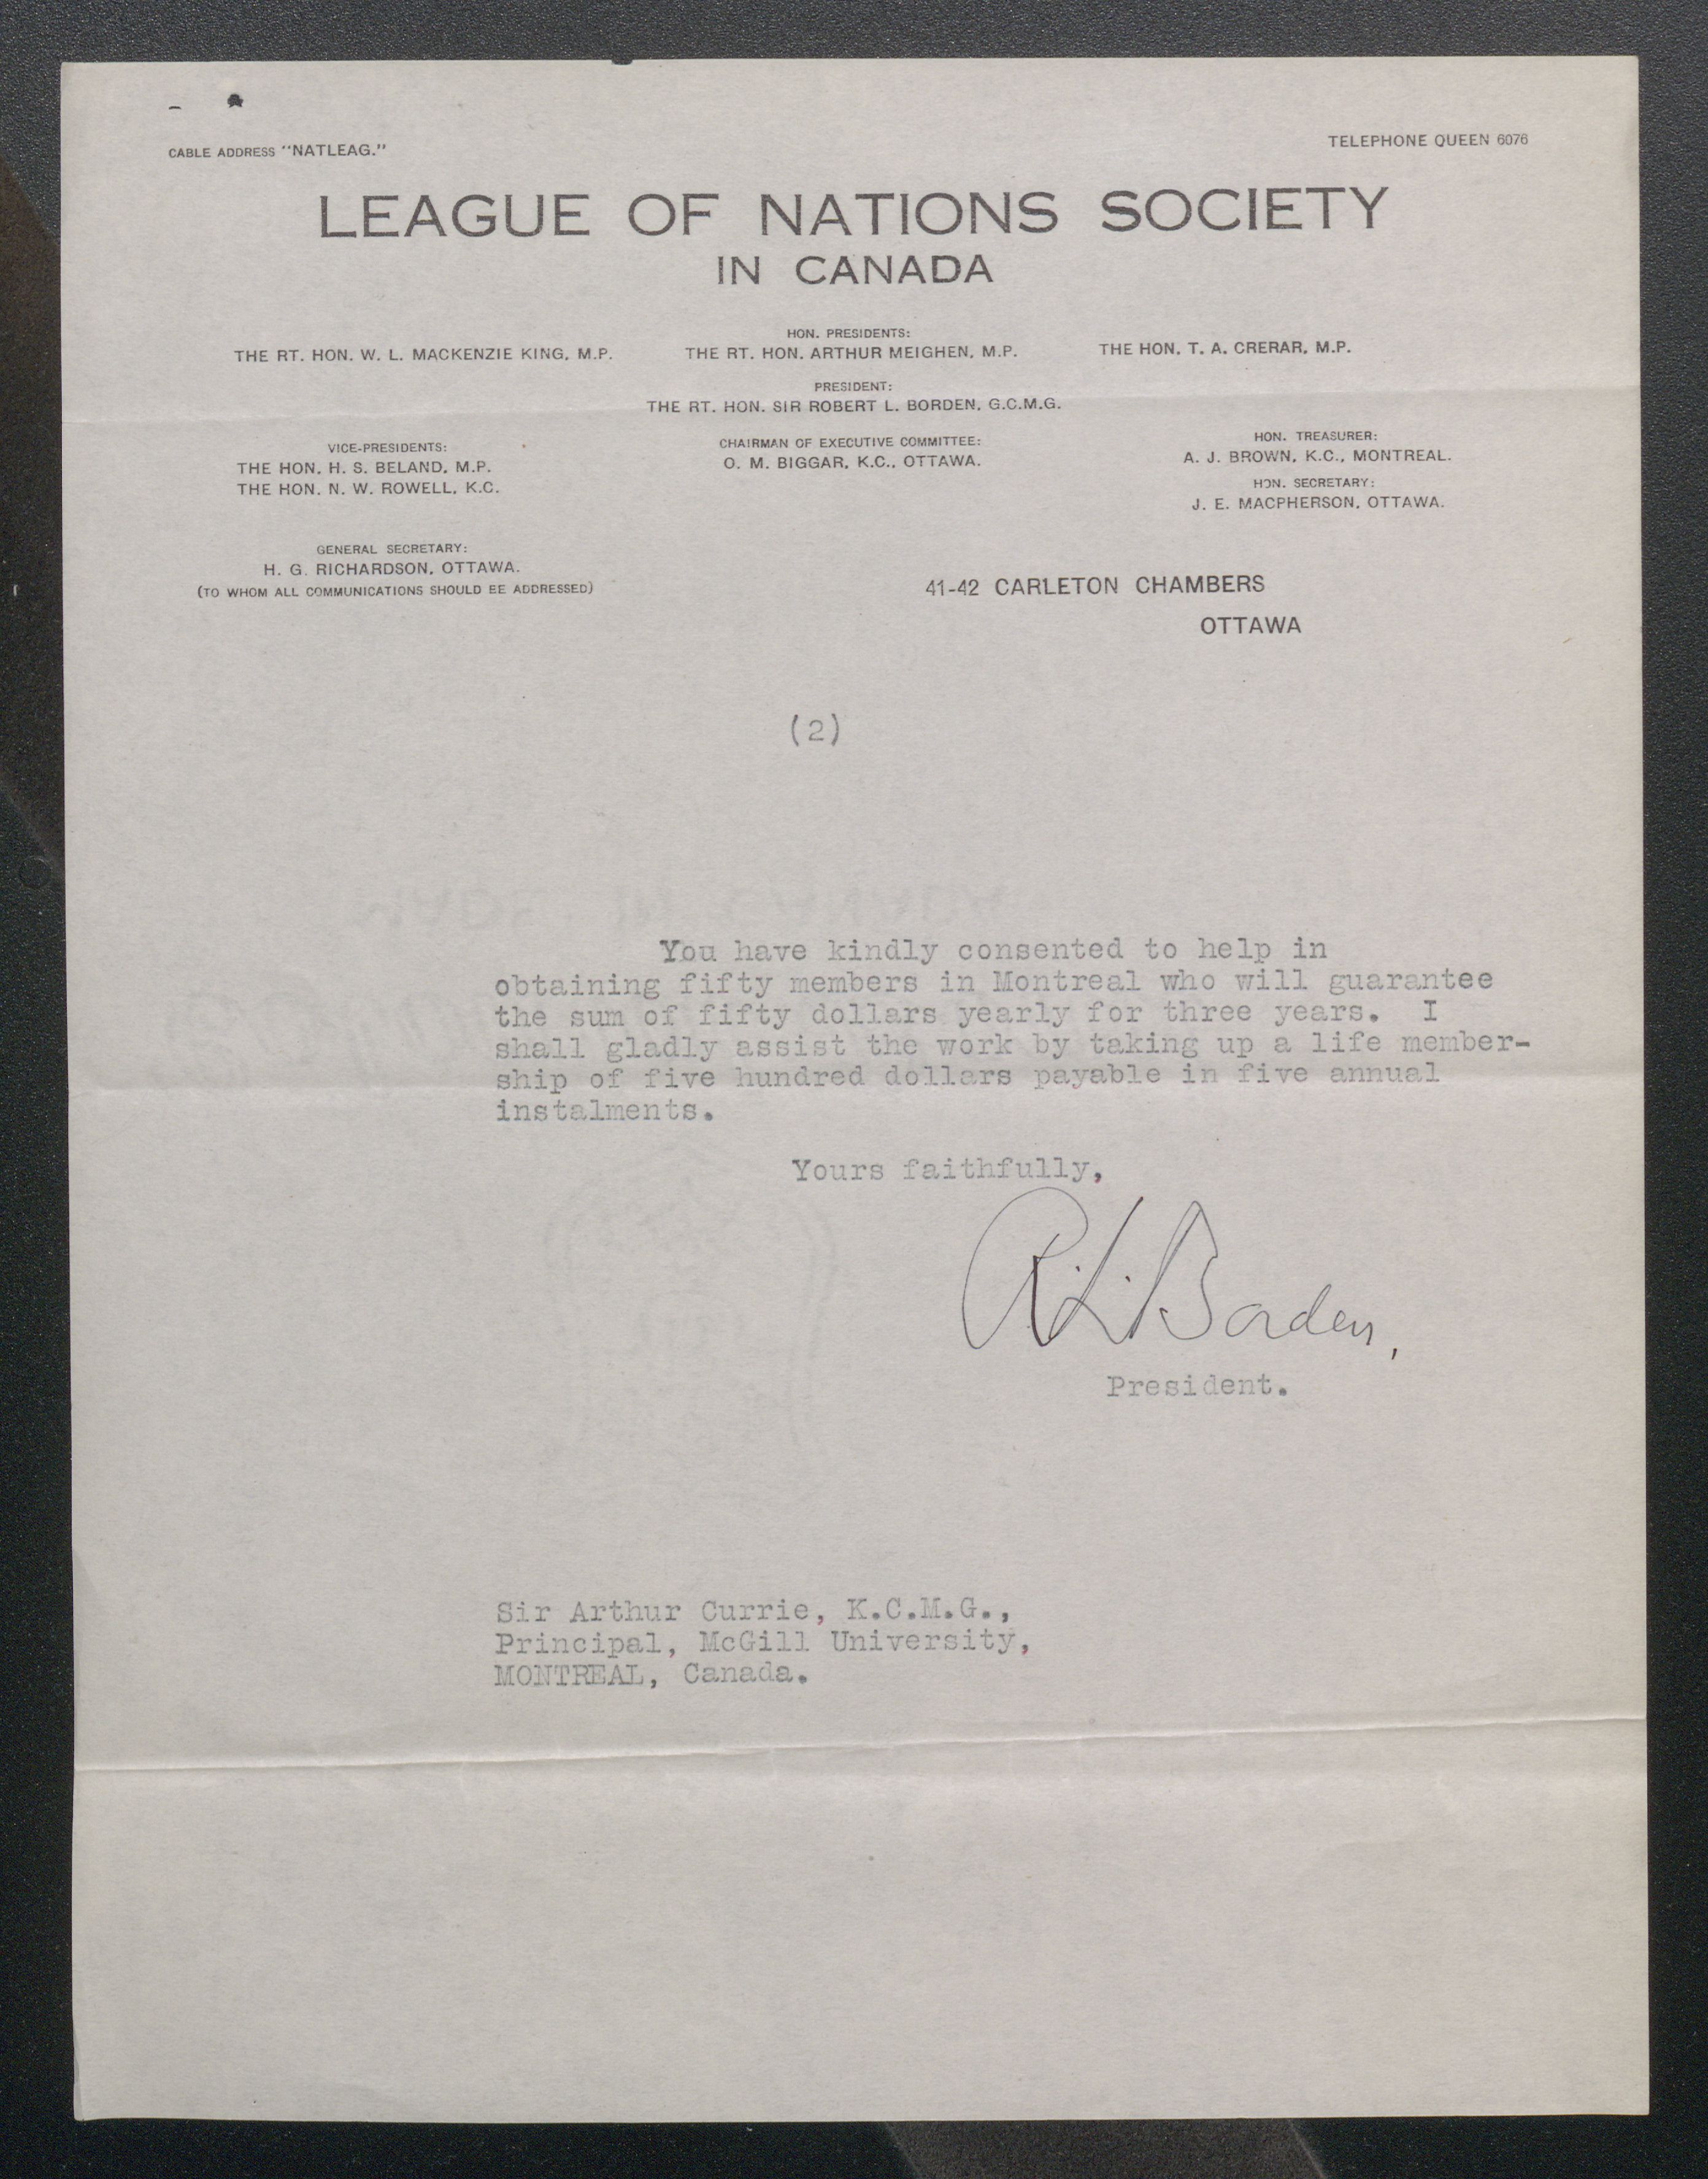 CABLE ADDRESS "NATLEAG."
TELEPHONE QUEEN 6076
LEAGUE OF NATIONS SOCIETY
IN CANADA
HON. PRESIDENTS:
THE RT. HON. W. L. MACKENZIE KING, M.P.
THE RT. HON. ARTHUR MEIGHEN, M.P.
THE HON. T. A. CRERAR, M.P.
PRESIDENT:
THE RT. HON. SIR ROBERT L. BORDEN, G.C.M.G.
VICE-PRESIDENTS:
THE HON. H. S. BELAND, M.P.
THE HON. N. W. ROWELL, K.C.
CHAIRMAN OF EXECUTIVE COMMITTEE:
O. M. BIGGAR, K.C., OTTAWA.
HON. TREASURER:
A. J. BROWN, K.C., MONTREAL.
HON. SECRETARY:
J. E. MACPHERSON, OTTAWA.
GENERAL SECRETARY:
H. G. RICHARDSON, OTTAWA.
(TO WHOM ALL COMMUNICATIONS SHOULD BE ADDRESSED)
41-42 CARLETON CHAMBERS
OTTAWA
(2)
You have kindly consented to help in
obtaining fifty members in Montreal who will guarantee
the sum of fifty dollars yearly for three years. I
shall gladly assist the work by taking up a life member-
ship of five hundred dollars payable in five annual
instalments.
Yours faithfully,
R. L. Borden,
President.
Sir Arthur Currie, K.C.M.G.,
Principal, McGill University,
MONTREAL, Canada.